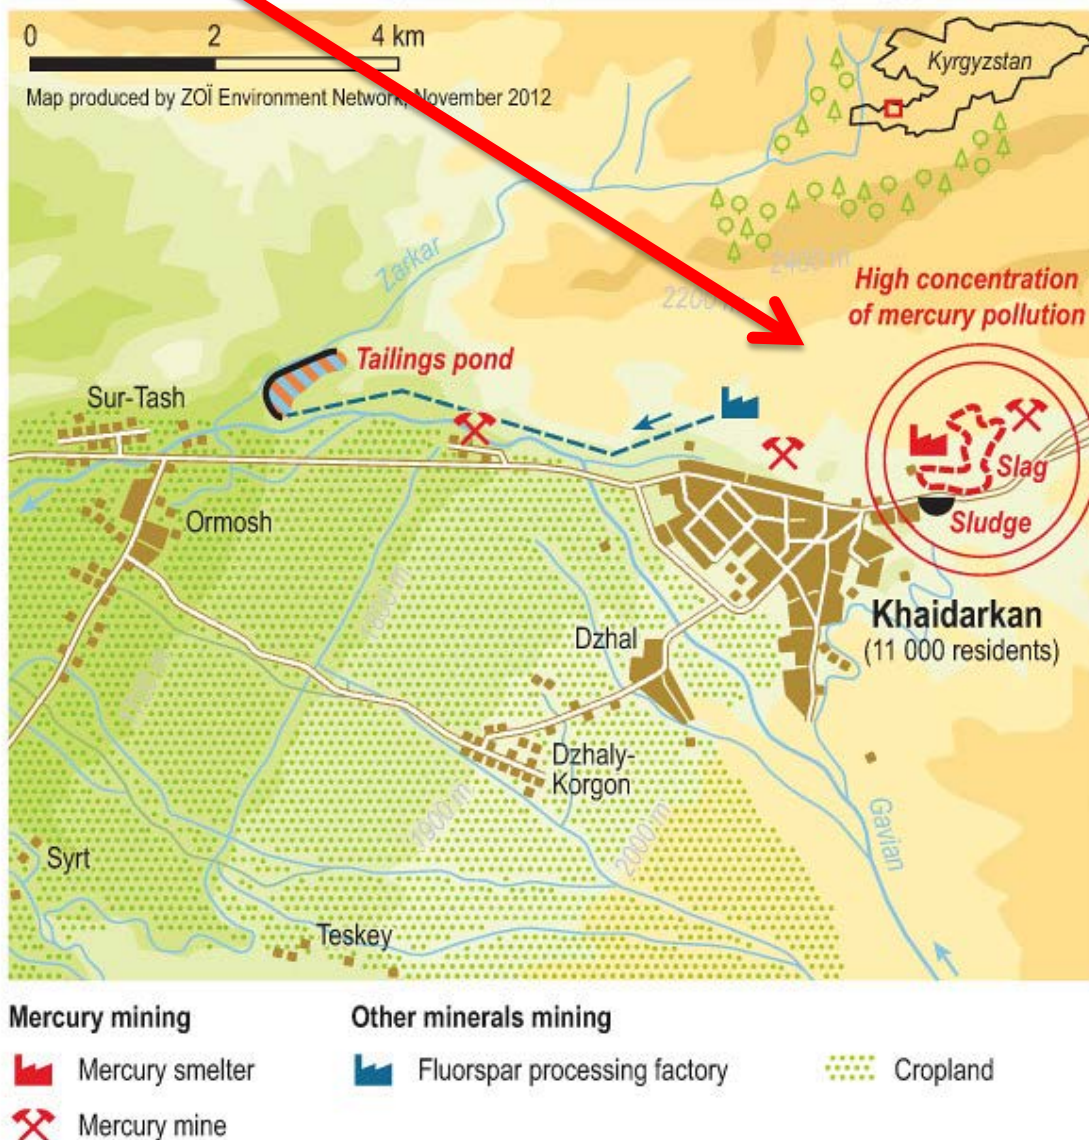 0 2 4 km
Map produced by ZOÏ Environment Network, November 2012
Kyrgyzstan
Zarkar
2400 m
2200 m
High concentration
of mercury pollution
Tailings pond
Sur-Tash
Slag
Ormosh
Sludge
Khaidarkan
(11 000 residents)
Dzhal
Dzhaly-
Korgon
1900 m
2000 m
Gavian
Syrt
Teskey
Mercury mining
Other minerals mining
Mercury smelter
Fluorspar processing factory
Cropland
Mercury mine